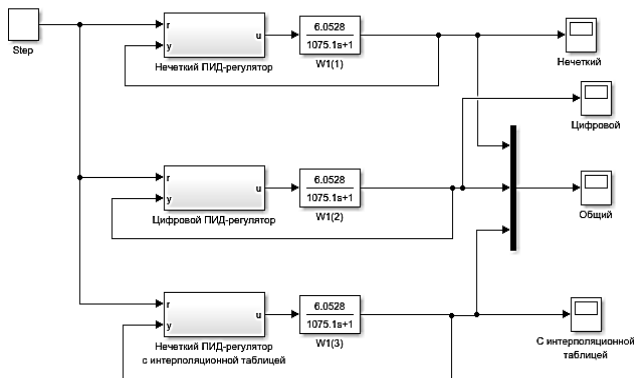 Step
r
y
u
Нечеткий ПИД-регулятор
6.0528
1075.1s+1
W1(1)
Нечеткий
Цифровой
r
y
u
Цифровой ПИД-регулятор
6.0528
1075.1s+1
W1(2)
Общий
r
y
u
Нечеткий ПИД-регулятор
с интерполяционной таблицей
6.0528
1075.1s+1
W1(3)
С интерполяционной
таблицей